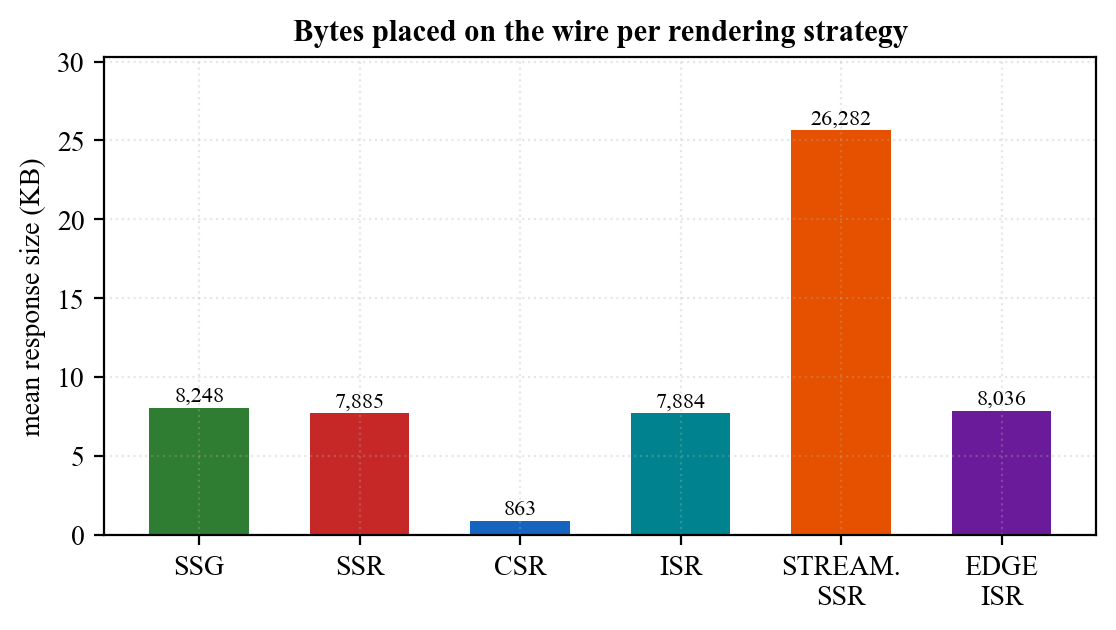 Bytes placed on the wire per rendering strategy
mean response size (KB)
30
25
20
15
10
5
0
8,248
7,885
863
7,884
26,282
8,036
SSG
SSR
CSR
ISR
STREAM.
SSR
EDGE
ISR